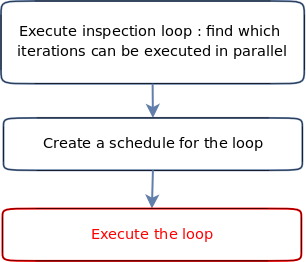 Execute inspection loop : find which
iterations can be executed in parallel
Create a schedule for the loop
Execute the loop